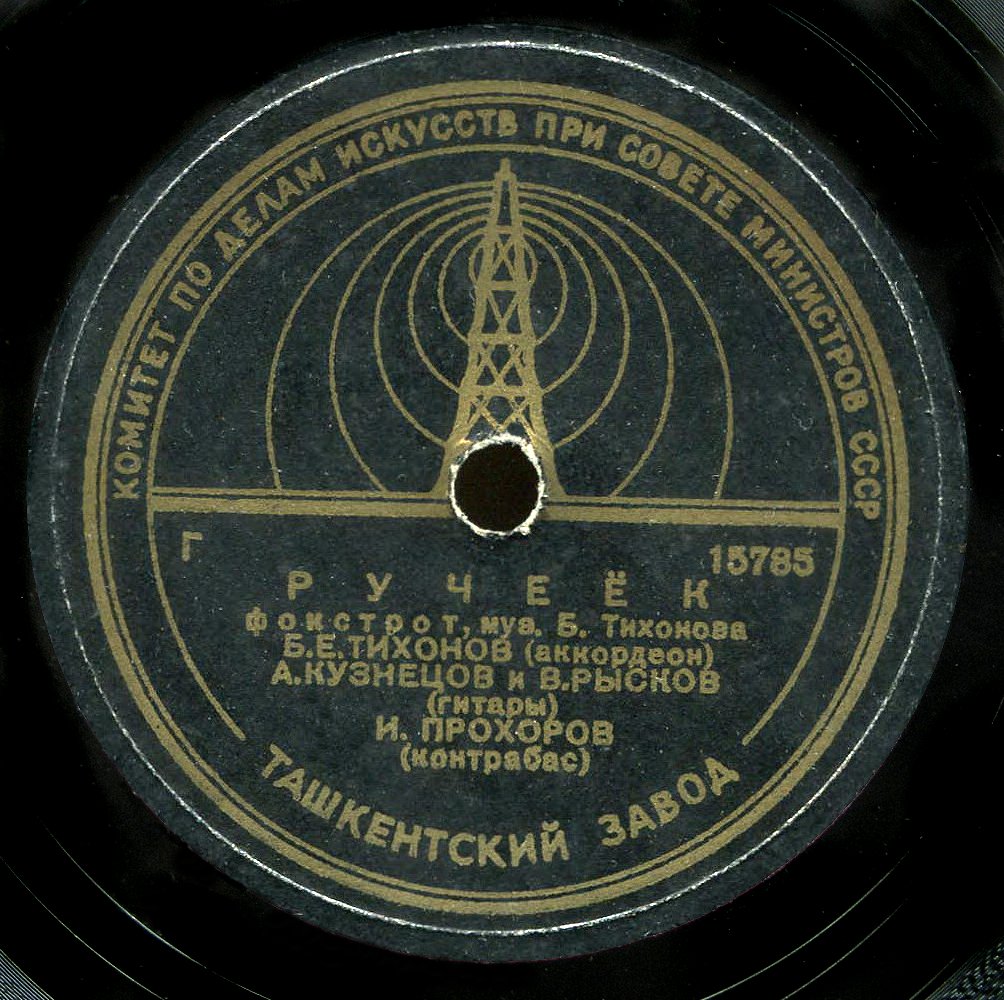 КОМИТЕТ ПО ДЕЛАМ ИСКУССТВ ПРИ СОВЕТЕ МИНИСТРОВ СССР
Г 15785
РУЧЕЁК
фокстрот, муз. Б. Тихонова
Б.Е.ТИХОНОВ (аккордеон)
А.КУЗНЕЦОВ и В.РЫСКОВ
(гитары)
И. ПРОХОРОВ
(контрабас)
ТАШКЕНТСКИЙ ЗАВОД